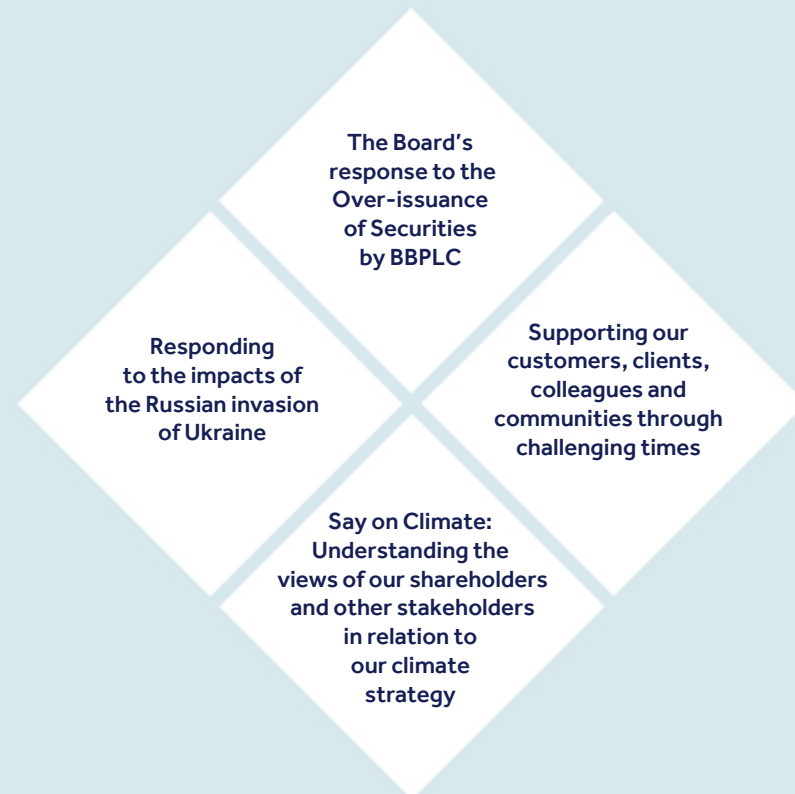 The Board's
response to the
Over-issuance
of Securities
by BBPLC
Responding
to the impacts of
the Russian invasion
of Ukraine
Supporting our
customers, clients,
colleagues and
communities through
challenging times
Say on Climate:
Understanding the
views of our shareholders
and other stakeholders
in relation to
our climate
strategy